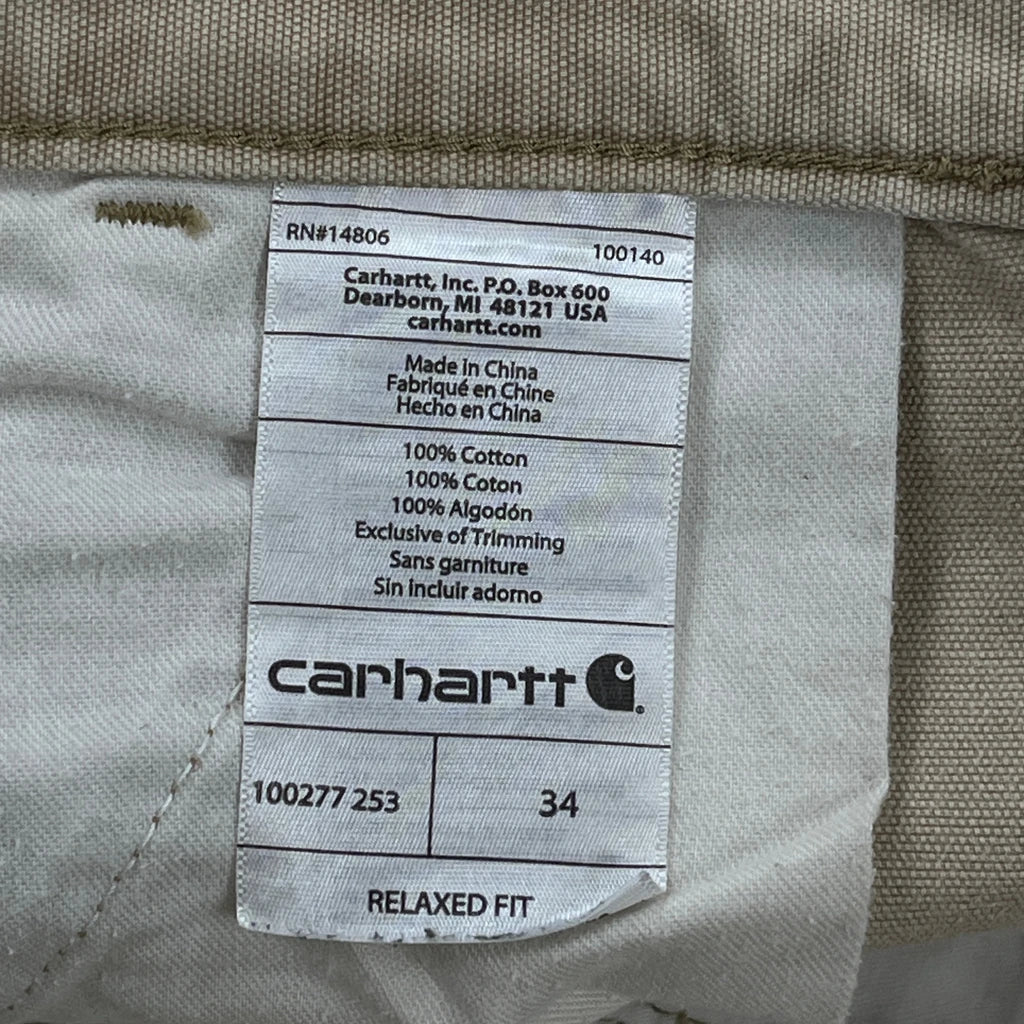 RN#14806 100140
Carhartt, Inc. P.O. Box 600
Dearborn, MI 48121 USA
carhartt.com
Made in China
Fabriqué en Chine
Hecho en China
100% Cotton
100% Coton
100% Algodón
Exclusive of Trimming
Sans garniture
Sin incluir adorno
carhartt
100277 253 34
RELAXED FIT